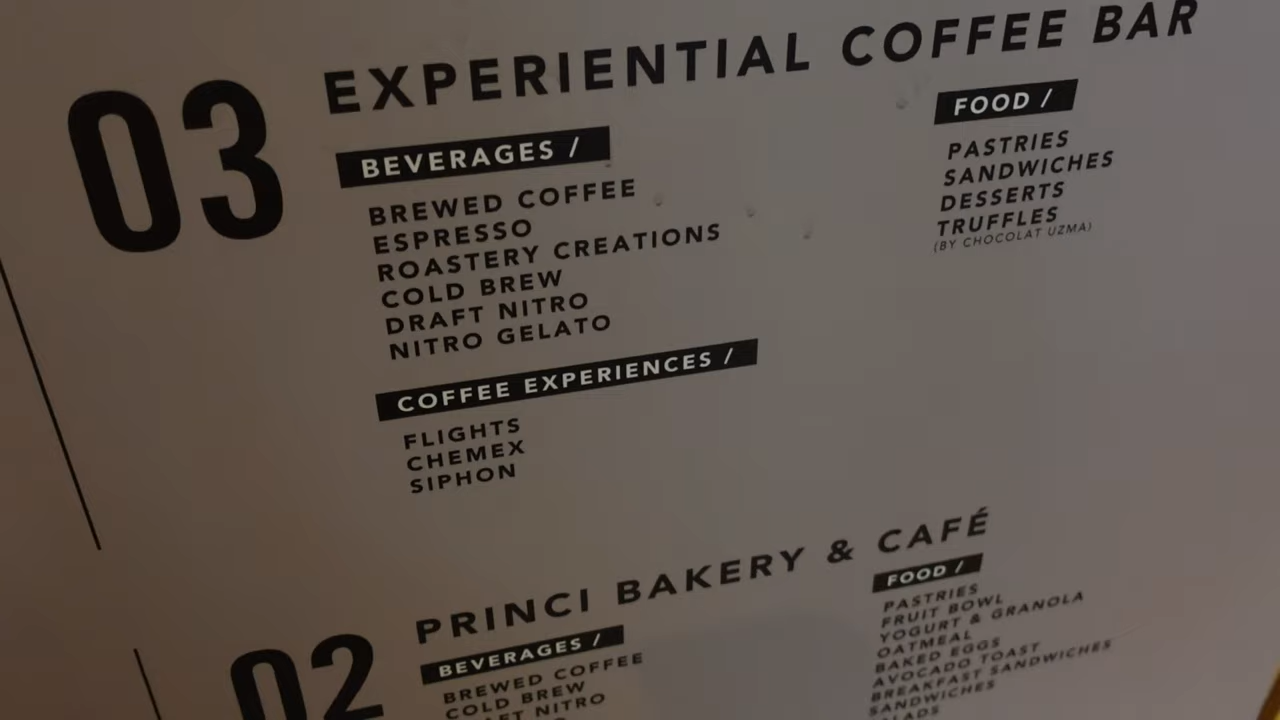 03
EXPERIENTIAL COFFEE BAR
BEVERAGES /
BREWED COFFEE
ESPRESSO
ROASTERY CREATIONS
COLD BREW
DRAFT NITRO
NITRO GELATO
COFFEE EXPERIENCES /
FLIGHTS
CHEMEX
SIPHON
FOOD /
PASTRIES
SANDWICHES
DESSERTS
TRUFFLES
(BY CHOCOLAT UZMA)
02
PRINCI BAKERY & CAFÉ
BEVERAGES /
BREWED COFFEE
COLD BREW
DRAFT NITRO
FOOD /
PASTRIES
FRUIT BOWL
YOGURT & GRANOLA
OATMEAL
BAKED EGGS
AVOCADO TOAST
BREAKFAST SANDWICHES
SANDWICHES